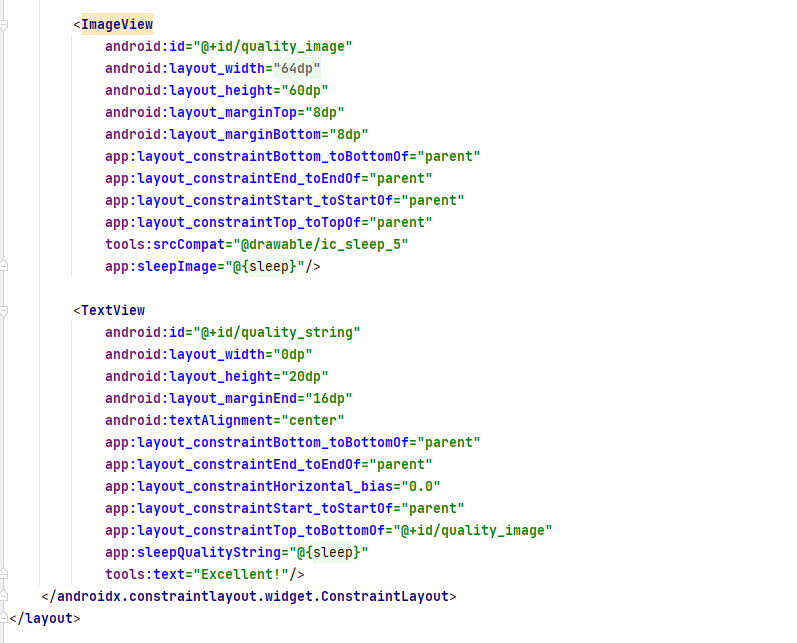 <ImageView
android:id="@+id/quality_image"
android:layout_width="64dp"
android:layout_height="60dp"
android:layout_marginTop="8dp"
android:layout_marginBottom="8dp"
app:layout_constraintBottom_toBottomOf="parent"
app:layout_constraintEnd_toEndOf="parent"
app:layout_constraintStart_toStartOf="parent"
app:layout_constraintTop_toTopOf="parent"
tools:srcCompat="@drawable/ic_sleep_5"
app:sleepImage="@{sleep}"/>
<TextView
android:id="@+id/quality_string"
android:layout_width="0dp"
android:layout_height="20dp"
android:layout_marginEnd="16dp"
android:textAlignment="center"
app:layout_constraintBottom_toBottomOf="parent"
app:layout_constraintEnd_toEndOf="parent"
app:layout_constraintHorizontal_bias="0.0"
app:layout_constraintStart_toStartOf="parent"
app:layout_constraintTop_toBottomOf="@+id/quality_image"
app:sleepQualityString="@{sleep}"
tools:text="Excellent!"/>
</androidx.constraintlayout.widget.ConstraintLayout>
</layout>